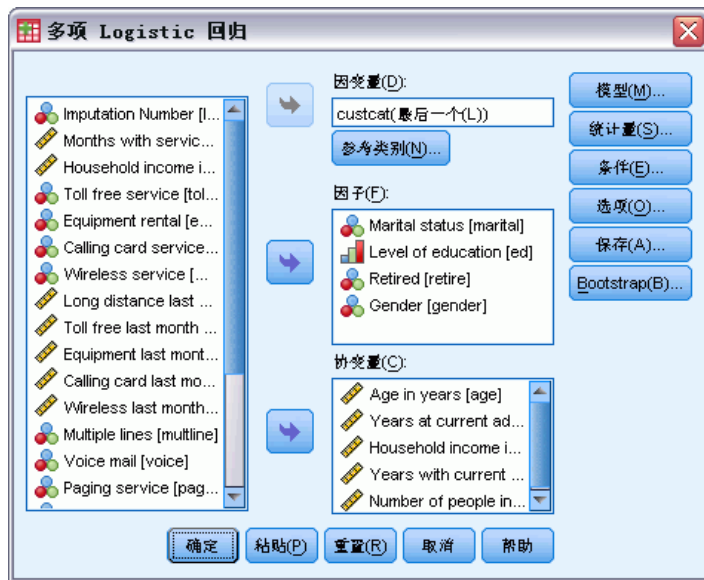 多项 Logistic 回归
Imputation Number [I...
Months with servic...
Household income i...
Toll free service [tol...
Equipment rental [e...
Calling card service...
Wireless service [...
Long distance last ...
Toll free last month ...
Equipment last mont...
Calling card last mo...
Wireless last month...
Multiple lines [multline]
Voice mail [voice]
Paging service [pag...
因变量(D):
custcat(最后一个(L))
参考类别(N)...
因子(F):
Marital status [marital]
Level of education [ed]
Retired [retire]
Gender [gender]
协变量(C):
Age in years [age]
Years at current ad...
Household income i...
Years with current ...
Number of people in...
模型(M)...
统计量(S)...
条件(E)...
选项(O)...
保存(A)...
Bootstrap(B)...
确定
粘贴(P)
重置(R)
取消
帮助